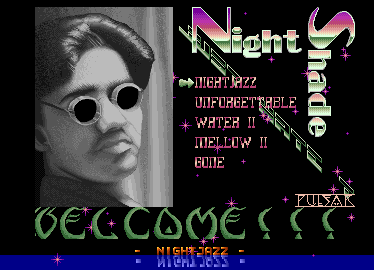 Night
Shade
NIGHTJAZZ
UNFORGETTABLE
WATER II
MELLOW II
GONE
PULSAR
WELCOME!!!
- NIGHTJAZZ -